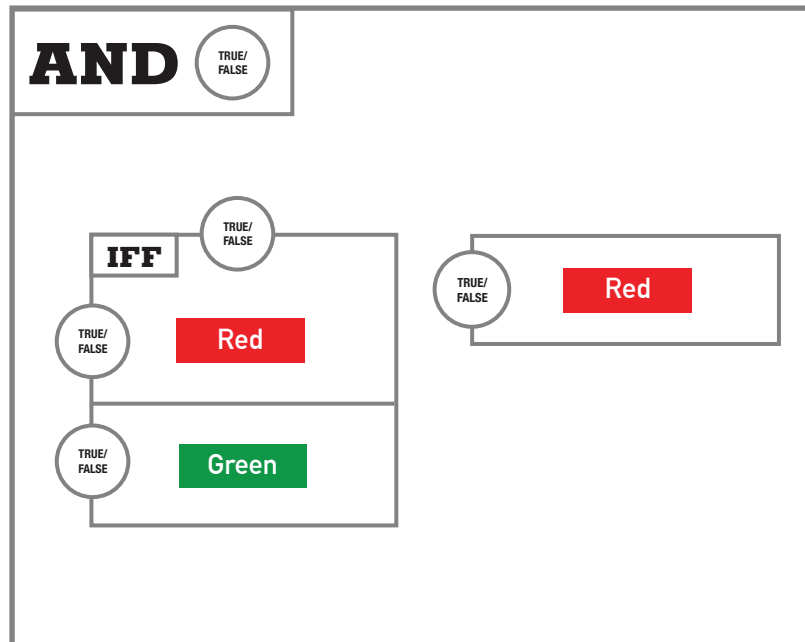 AND
TRUE/
FALSE
TRUE/
FALSE
IFF
TRUE/
FALSE
Red
TRUE/
FALSE
Green
TRUE/
FALSE
Red